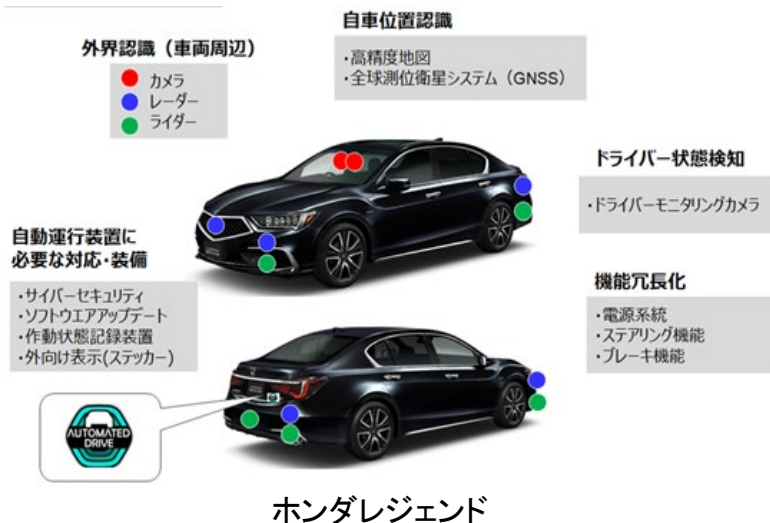 自車位置認識
・高精度地図
・全球測位衛星システム（GNSS）
外界認識（車両周辺）
カメラ
レーダー
ライダー
ドライバー状態検知
・ドライバーモニタリングカメラ
自動運行装置に
必要な対応・装備
・サイバーセキュリティ
・ソフトウエアアップデート
・作動状態記録装置
・外向け表示(ステッカー)
機能冗長化
・電源系統
・ステアリング機能
・ブレーキ機能
AUTOMATED
DRIVE
ホンダレジェンド